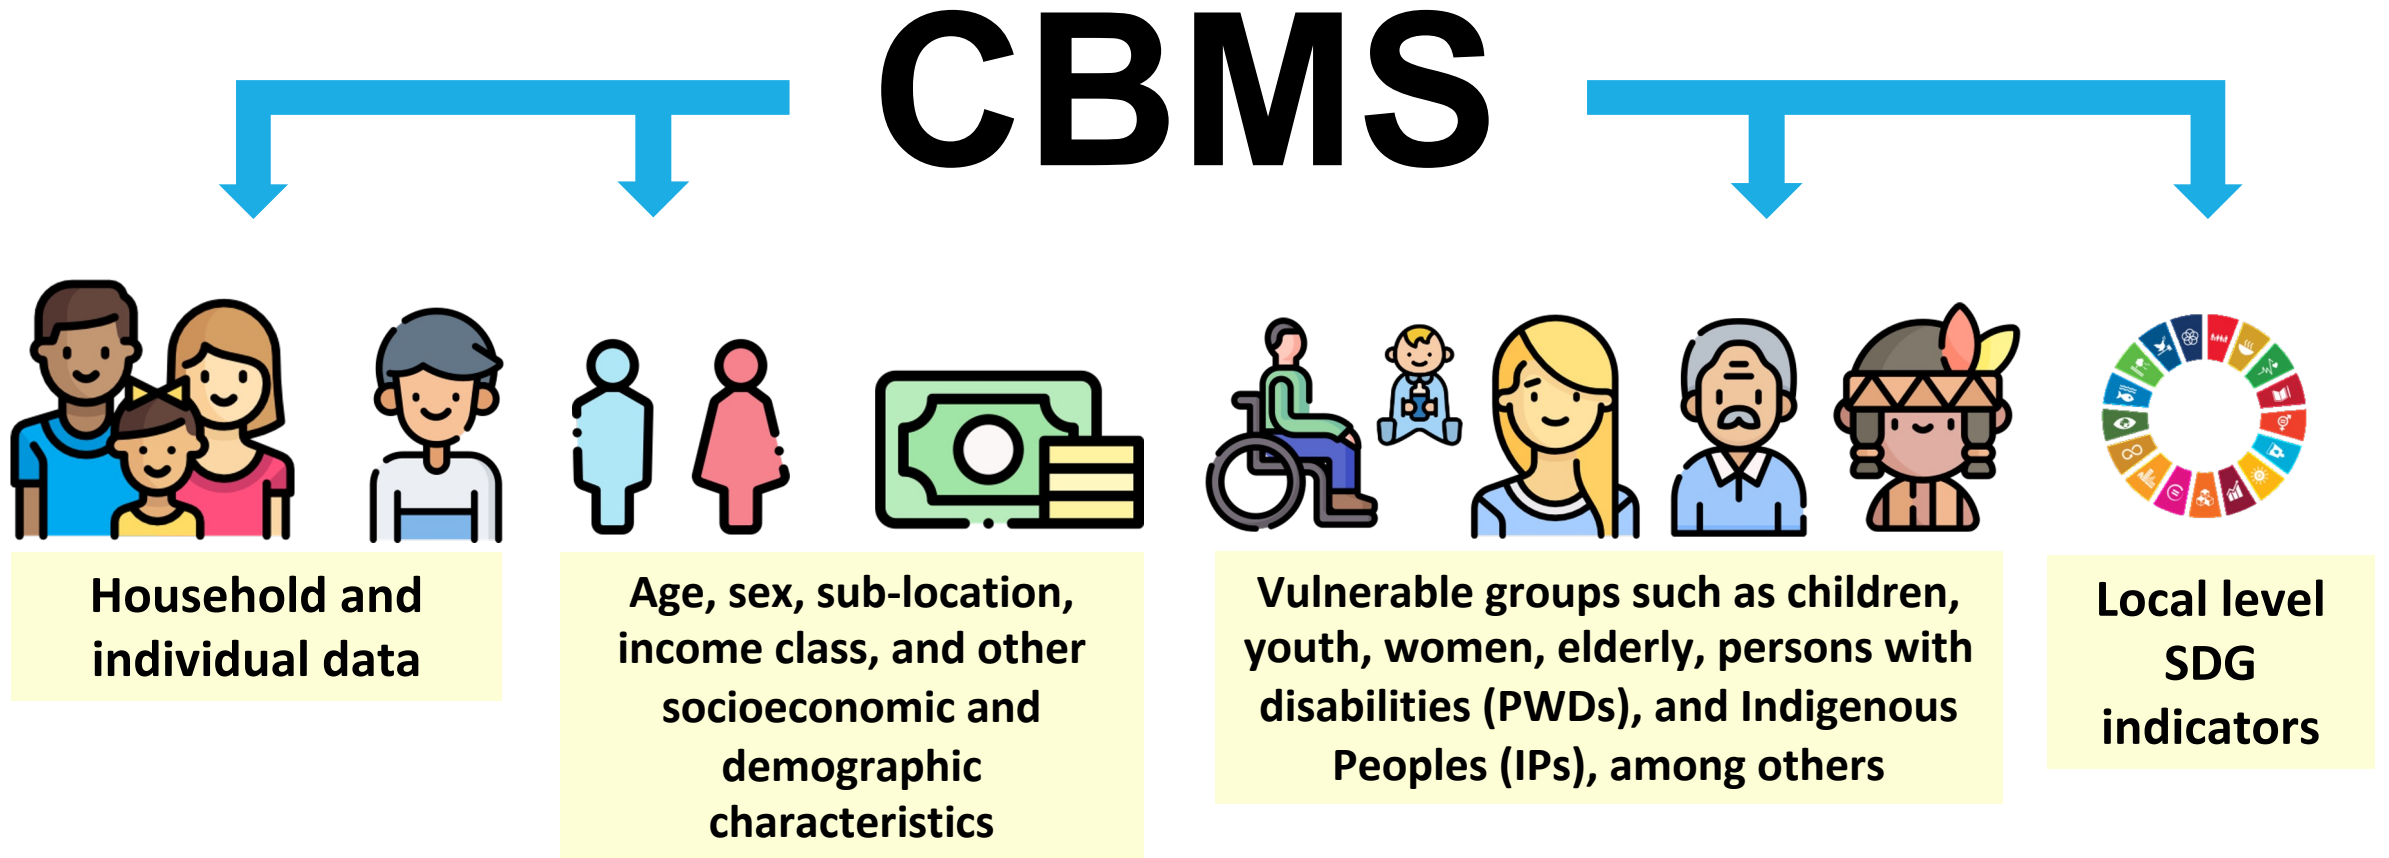 CBMS
Household and
individual data
Age, sex, sub-location,
income class, and other
socioeconomic and
demographic
characteristics
Vulnerable groups such as children,
youth, women, elderly, persons with
disabilities (PWDs), and Indigenous
Peoples (IPs), among others
Local level
SDG
indicators